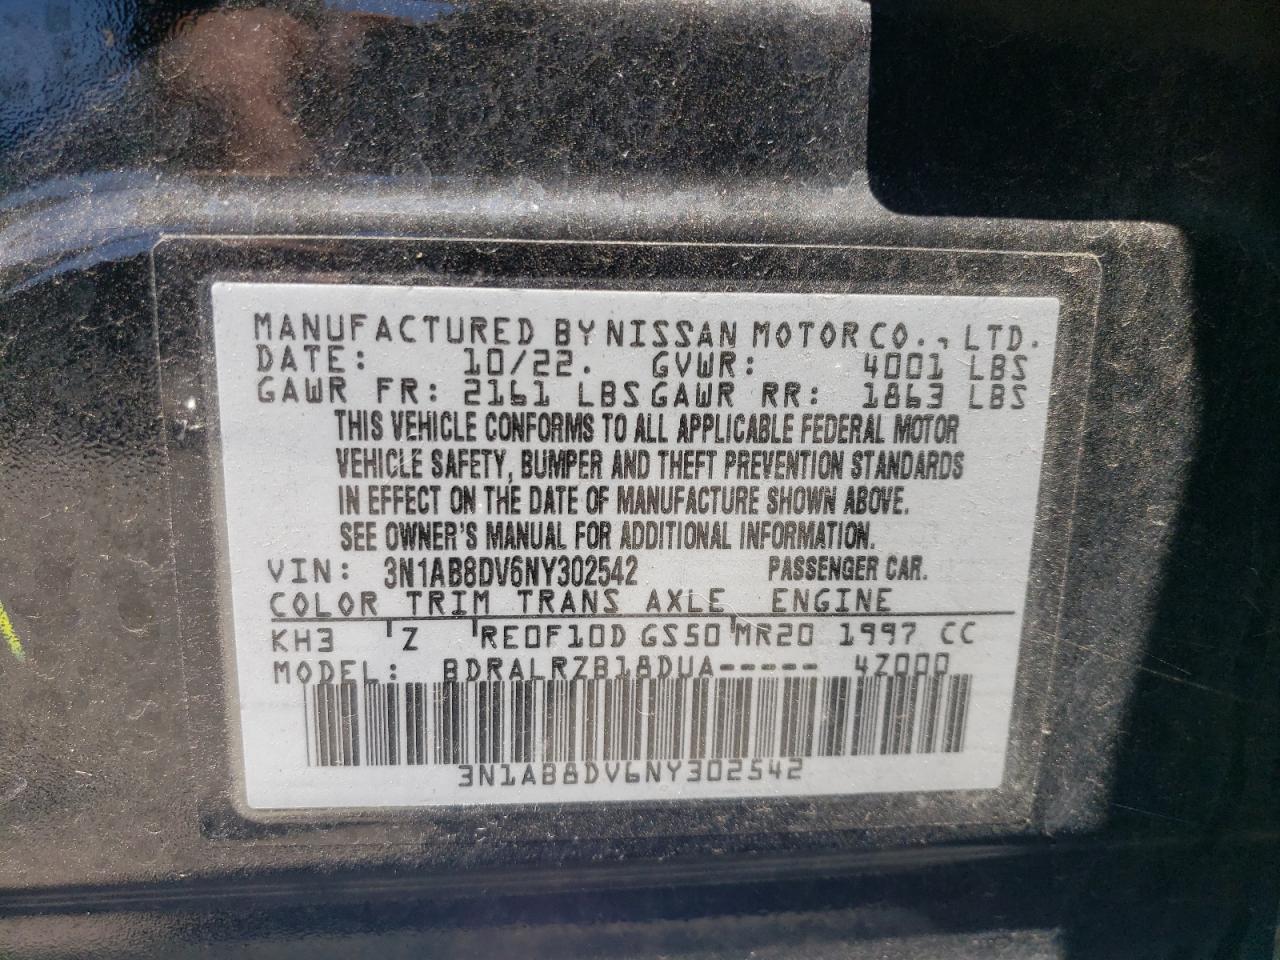 MANUFACTURED BY NISSAN MOTOR CO., LTD.
DATE: 10/22. GVWR: 4001 LBS
GAWR FR: 2161 LBS GAWR RR: 1863 LBS
THIS VEHICLE CONFORMS TO ALL APPLICABLE FEDERAL MOTOR
VEHICLE SAFETY, BUMPER AND THEFT PREVENTION STANDARDS
IN EFFECT ON THE DATE OF MANUFACTURE SHOWN ABOVE.
SEE OWNER'S MANUAL FOR ADDITIONAL INFORMATION.
VIN: 3N1AB8DV6NY302542 PASSENGER CAR.
COLOR TRIM TRANS AXLE ENGINE
KH3 Z RE0F10D GS50 MR20 1997 CC
MODEL: BDRALRZB18DUA----- 4Z000
3N1AB8DV6NY302542